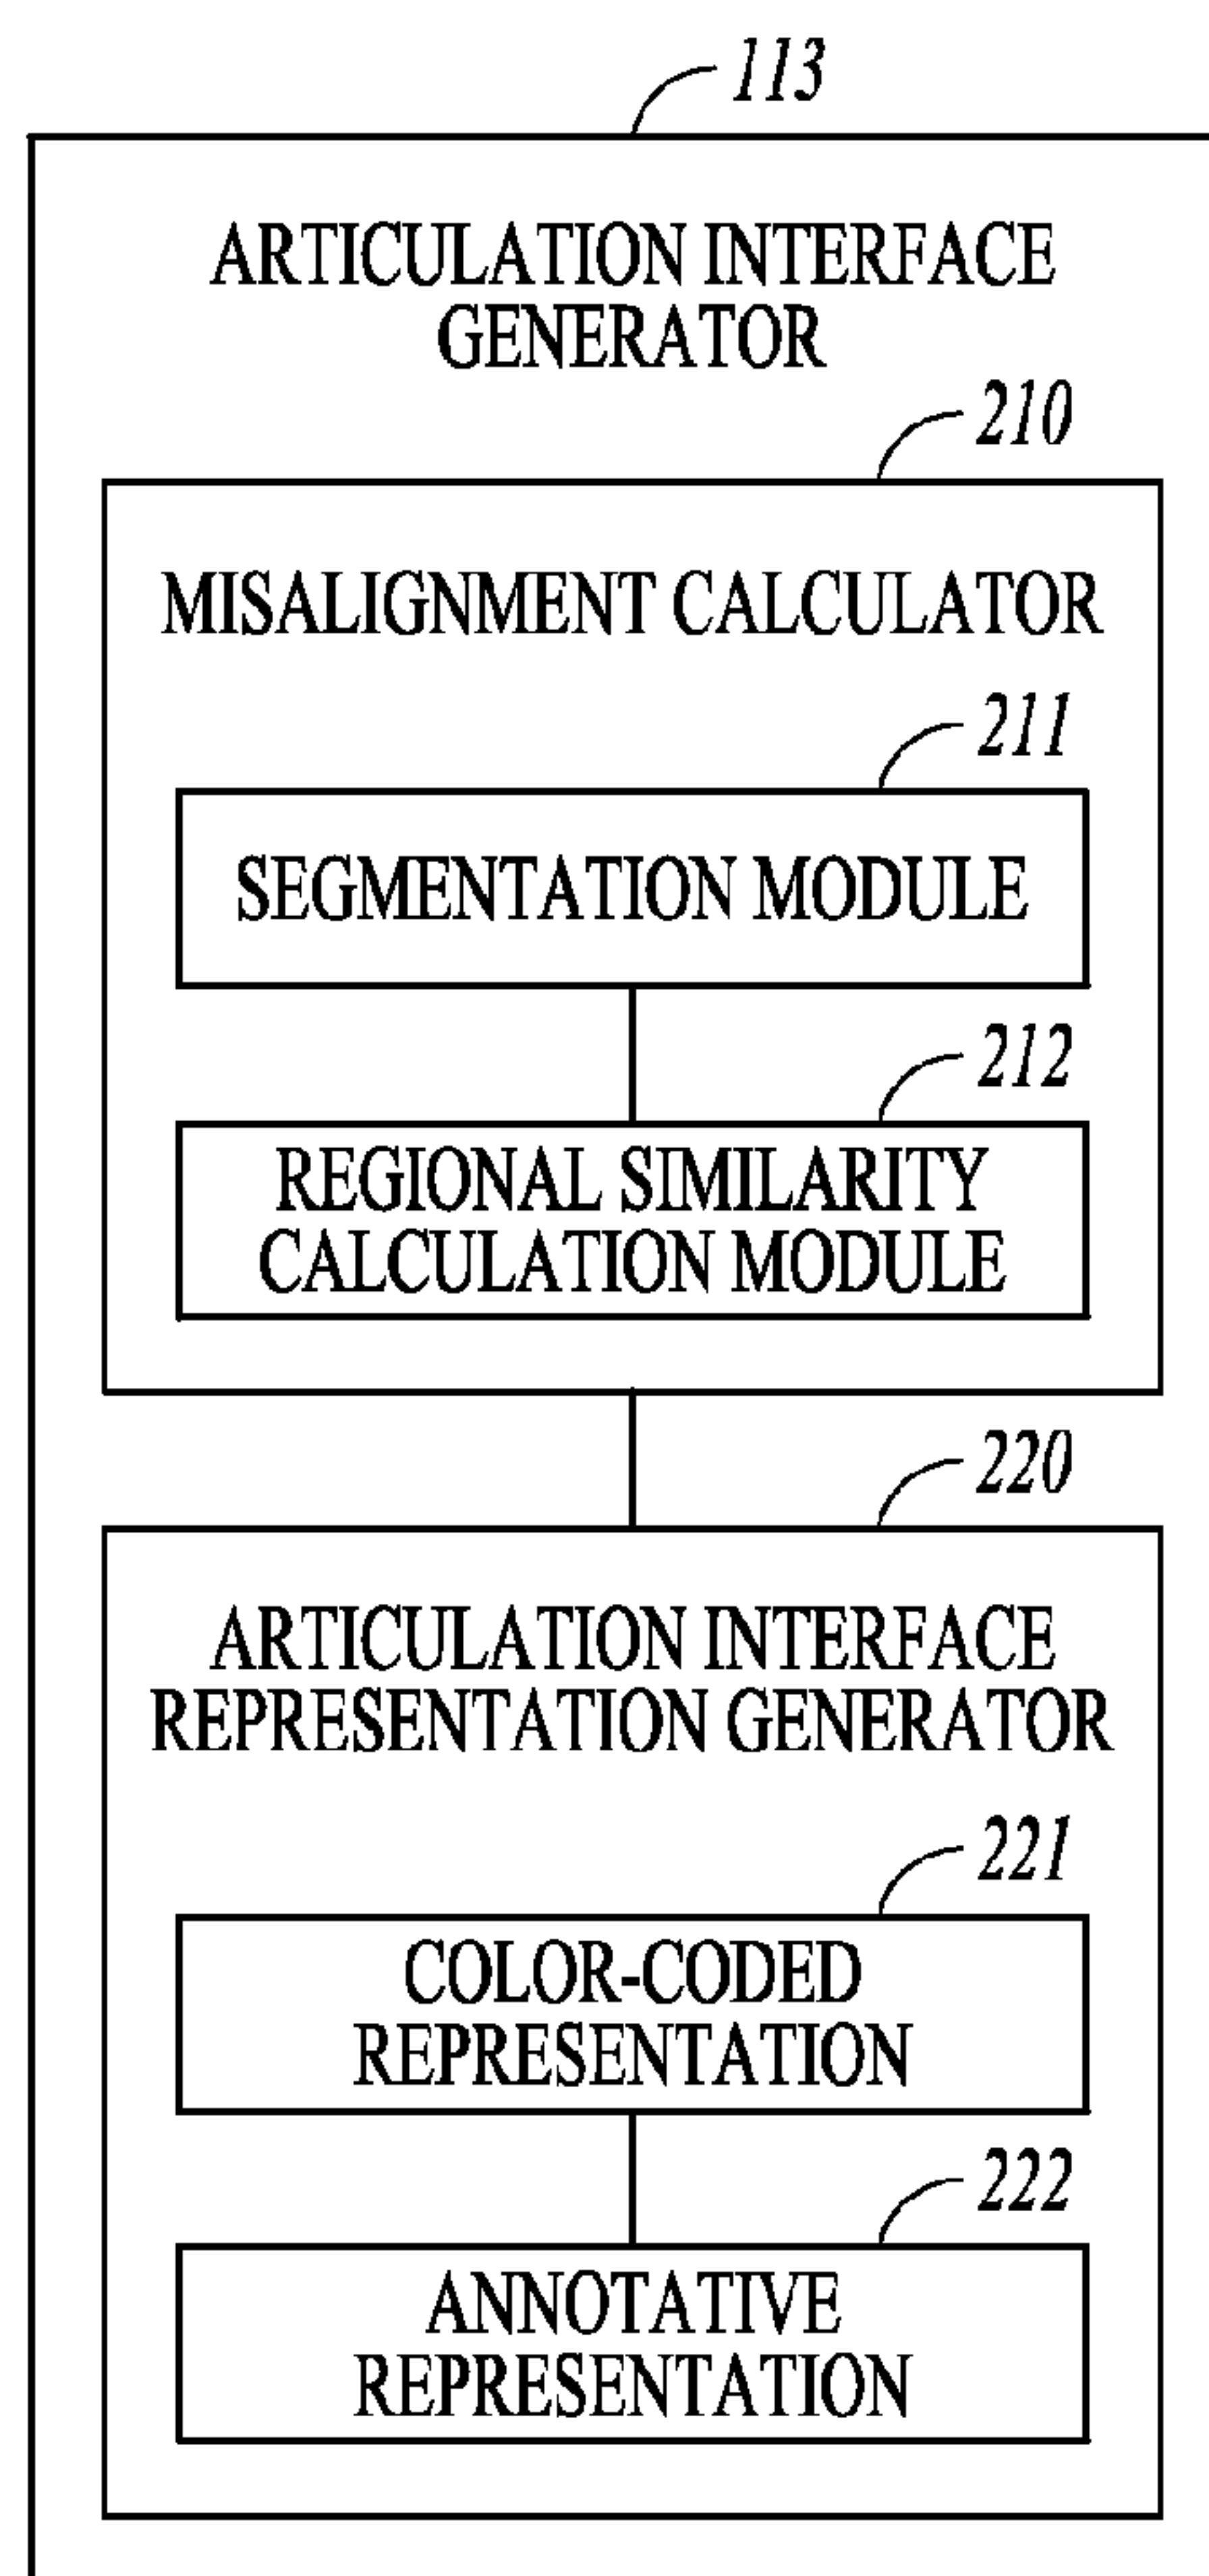 113
ARTICULATION INTERFACE
GENERATOR
210
MISALIGNMENT CALCULATOR
211
SEGMENTATION MODULE
212
REGIONAL SIMILARITY
CALCULATION MODULE
220
ARTICULATION INTERFACE
REPRESENTATION GENERATOR
221
COLOR-CODED
REPRESENTATION
222
ANNOTATIVE
REPRESENTATION